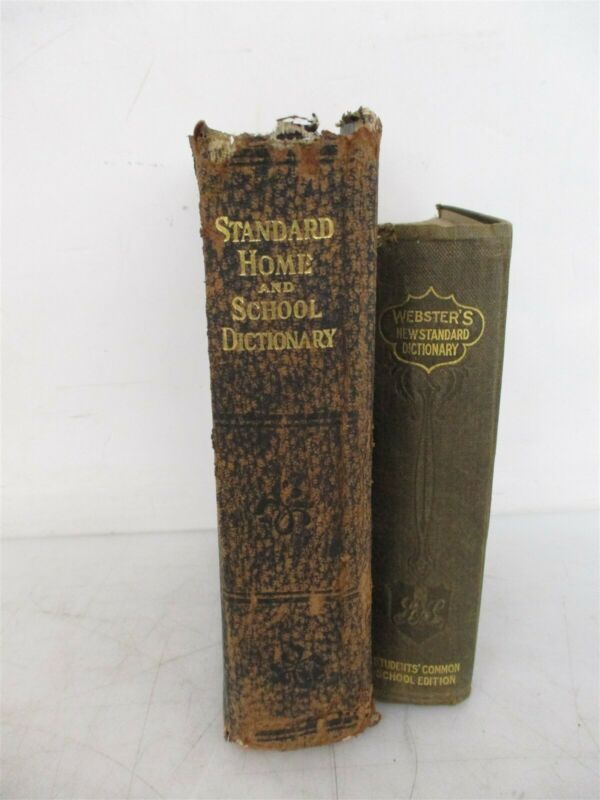 STANDARD
HOME
AND
SCHOOL
DICTIONARY
WEBSTER'S
NEW STANDARD
DICTIONARY
STUDENTS' COMMON
SCHOOL EDITION